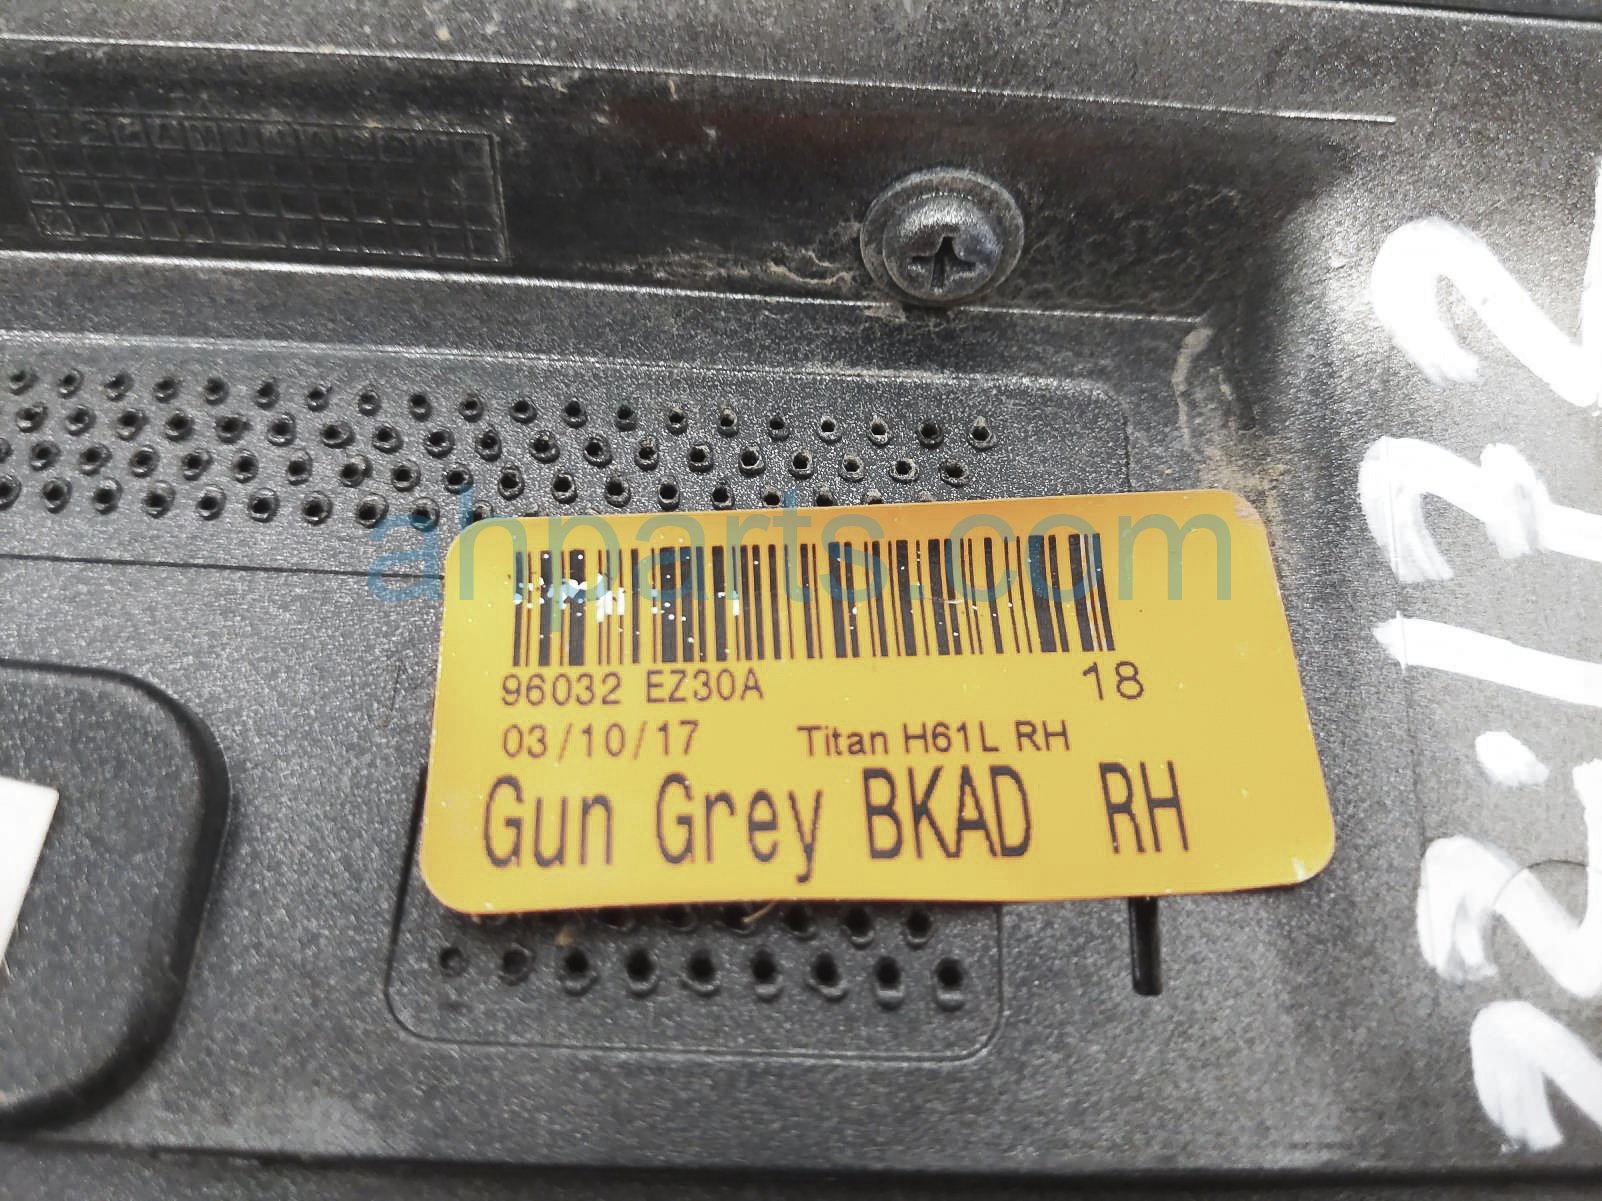 ahparts.com
96032 EZ30A 18
03/10/17 Titan H61L RH
Gun Grey BKAD RH